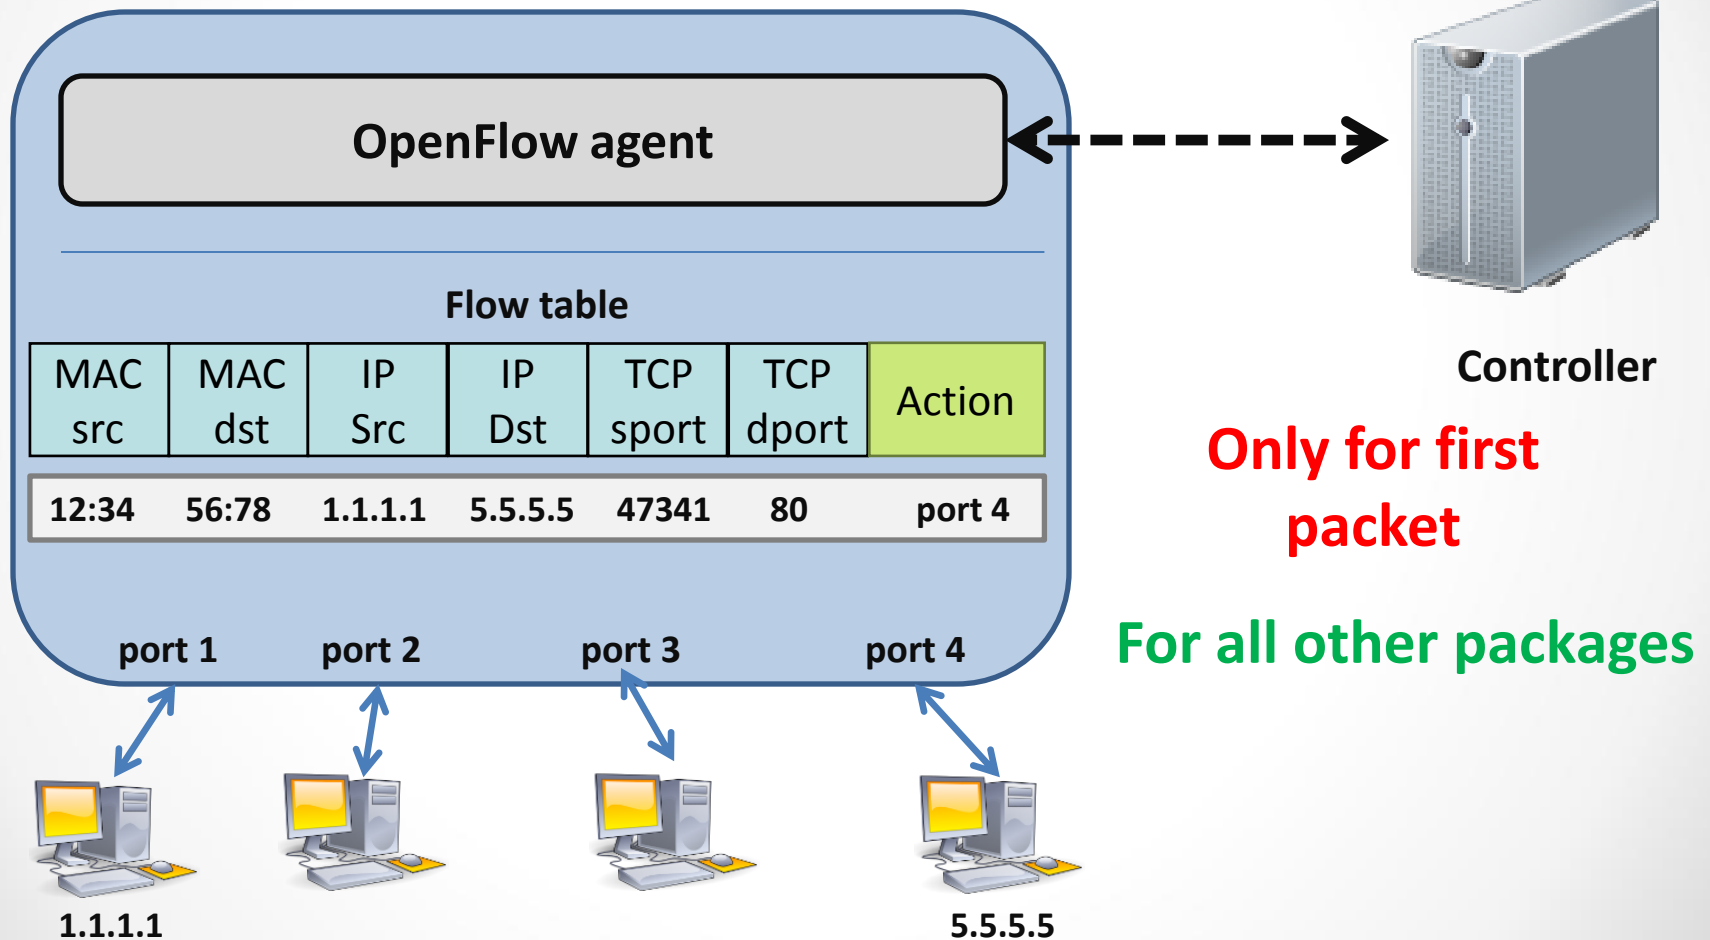 OpenFlow agent
Flow table
MAC src
MAC dst
IP Src
IP Dst
TCP sport
TCP dport
Action
12:34 56:78 1.1.1.1 5.5.5.5 47341 80 port 4
port 1 port 2 port 3 port 4
1.1.1.1
5.5.5.5
Controller
Only for first
packet
For all other packages